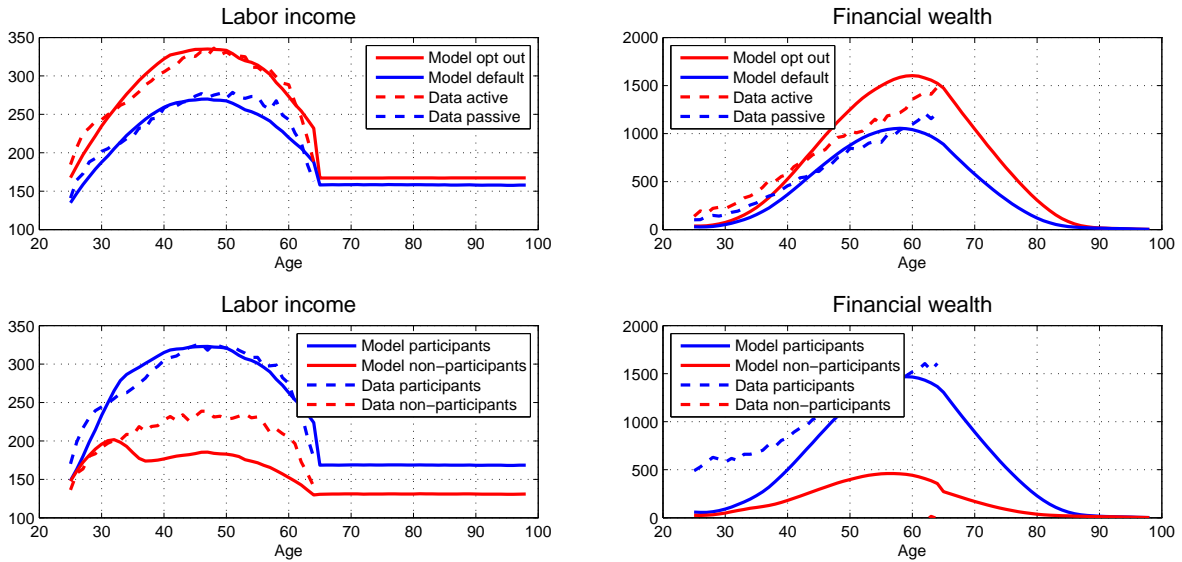 Labor income
350
300
250
200
150
100
20 30 40 50 60 70 80 90 100
Age
Model opt out
Model default
Data active
Data passive
Financial wealth
2000
1500
1000
500
0
20 30 40 50 60 70 80 90 100
Age
Model opt out
Model default
Data active
Data passive
Labor income
350
300
250
200
150
100
20 30 40 50 60 70 80 90 100
Age
Model participants
Model non−participants
Data participants
Data non−participants
Financial wealth
2000
1500
1000
500
0
20 30 40 50 60 70 80 90 100
Age
Model participants
Model non−participants
Data participants
Data non−participants